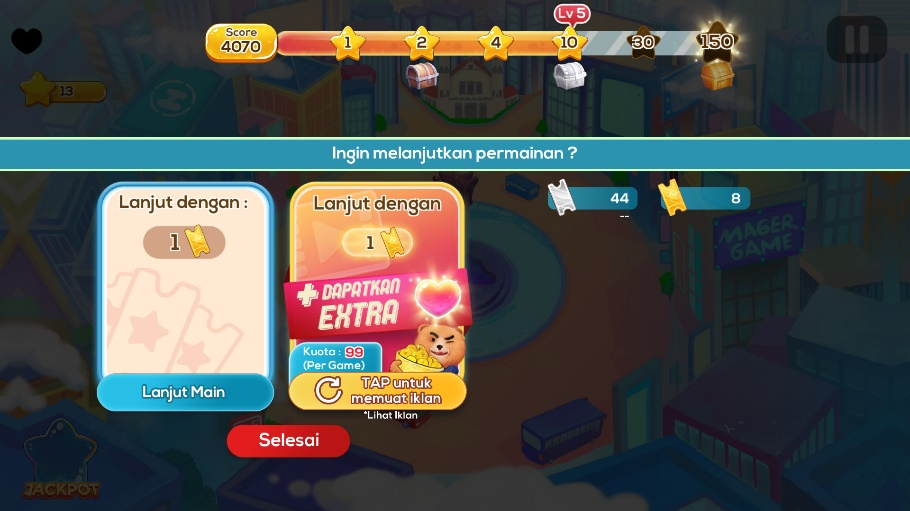 Score
4070
1
2
4
Lv 5
10
30
150
13
Ingin melanjutkan permainan ?
Lanjut dengan :
1
Lanjut Main
Lanjut dengan
1
+ DAPATKAN
EXTRA
Kuota : 99
(Per Game)
TAP untuk
memuat iklan
*Lihat Iklan
Selesai
44
--
8
MAGER
GAME
JACKPOT